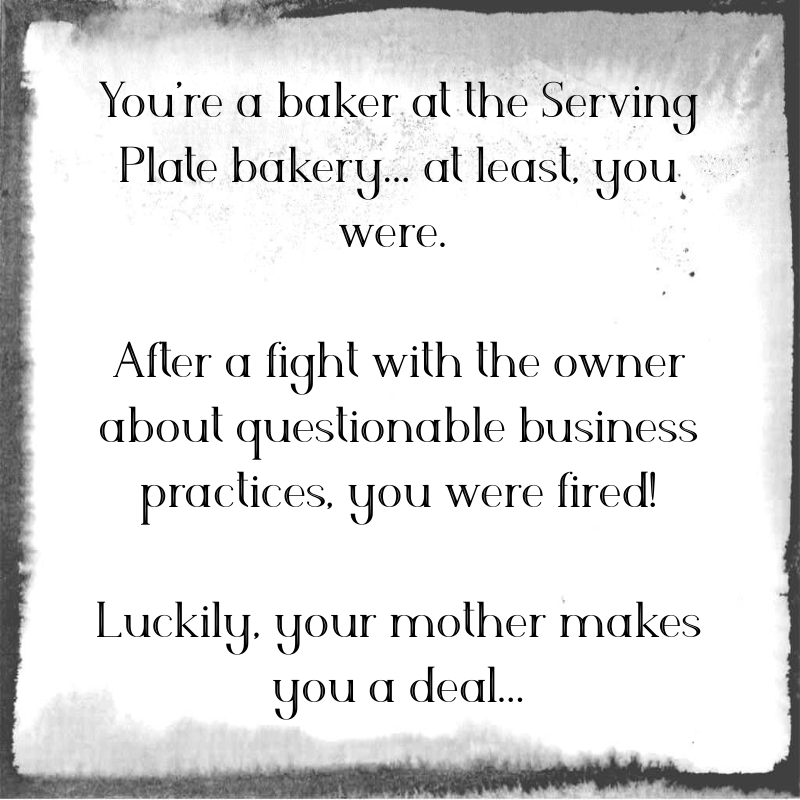 You're a baker at the Serving
Plate bakery... at least, you
were.
After a fight with the owner
about questionable business
practices, you were fired!
Luckily, your mother makes
you a deal...